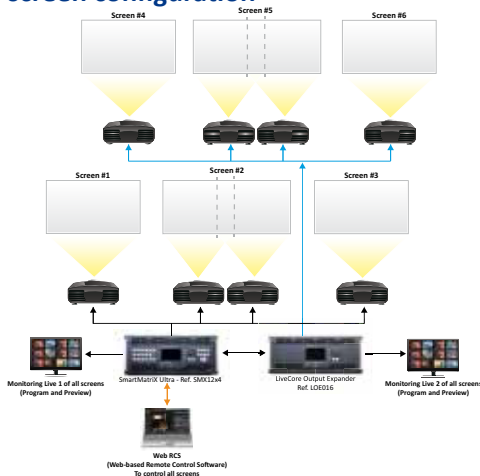 screen configuration
Screen #4
Screen #5
Screen #6
Screen #1
Screen #2
Screen #3
SmartMatriX Ultra - Ref. SMX12x4
LiveCore Output Expander
Ref. LOE016
Monitoring Live 1 of all screens
(Program and Preview)
Monitoring Live 2 of all screens
(Program and Preview)
Web RCS
(Web-based Remote Control Software)
To control all screens